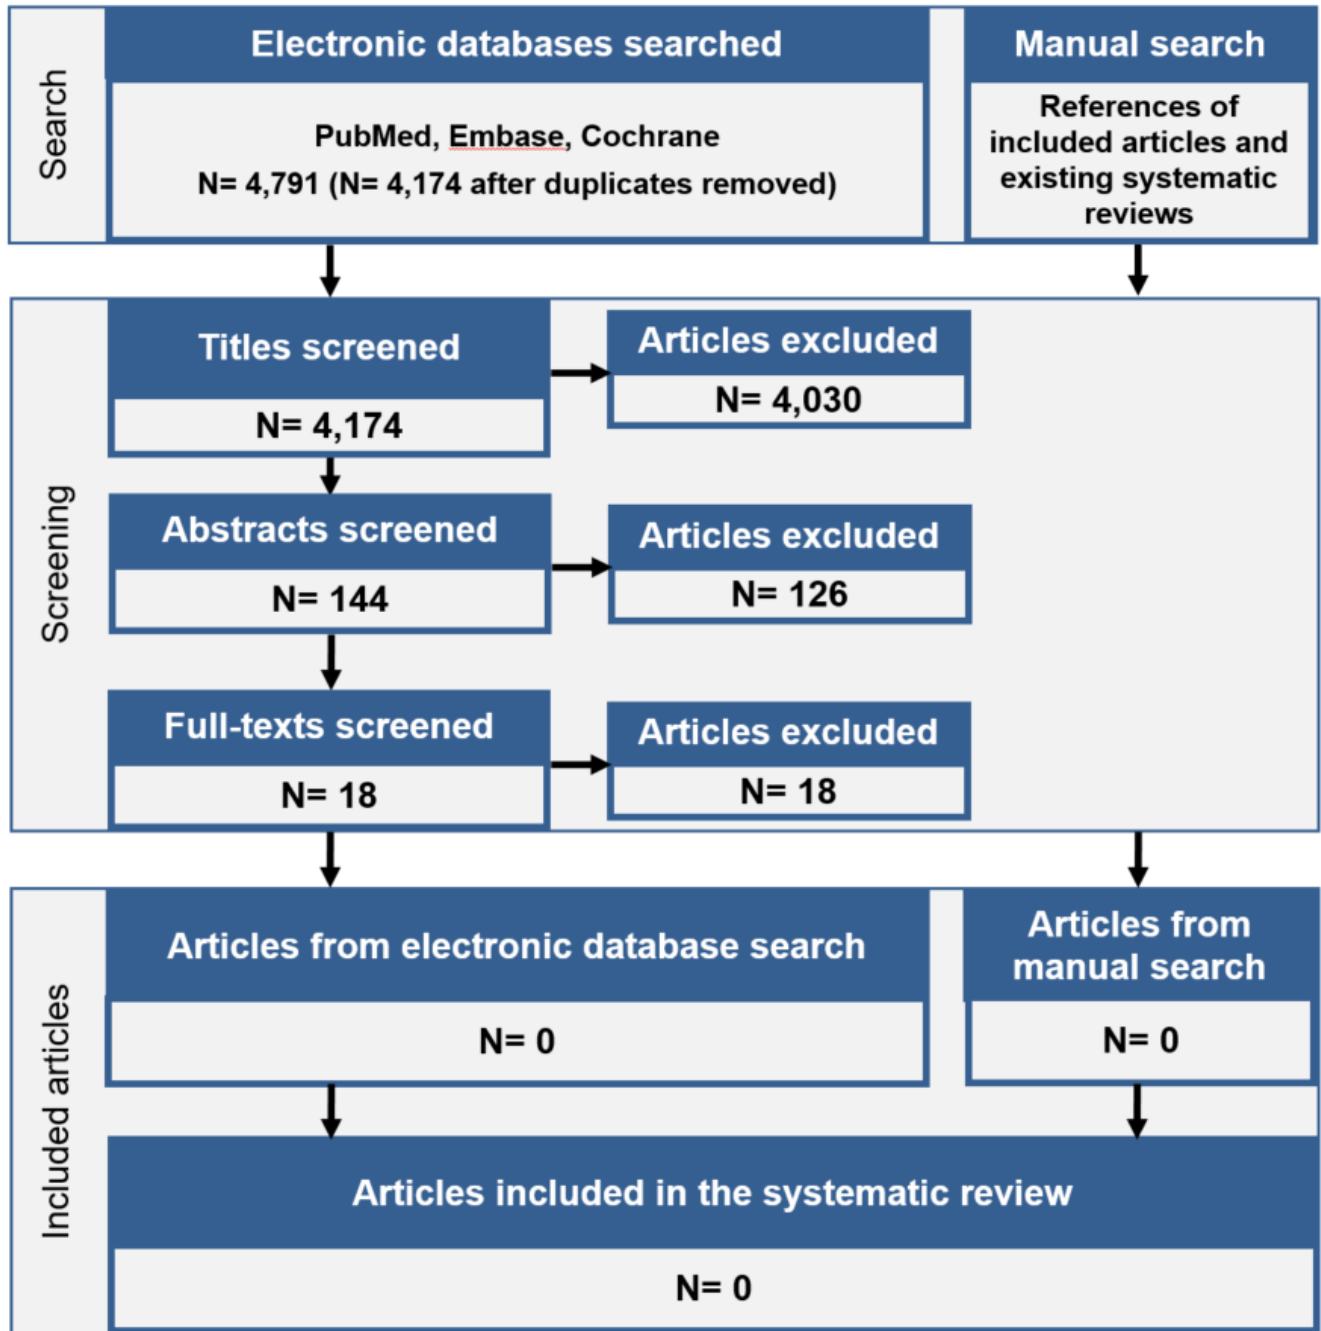 Search
Electronic databases searched
PubMed, Embase, Cochrane
N= 4,791 (N= 4,174 after duplicates removed)
Manual search
References of
included articles and
existing systematic
reviews
Screening
Titles screened
N= 4,174
Articles excluded
N= 4,030
Abstracts screened
N= 144
Articles excluded
N= 126
Full-texts screened
N= 18
Articles excluded
N= 18
Included articles
Articles from electronic database search
N= 0
Articles from
manual search
N= 0
Articles included in the systematic review
N= 0